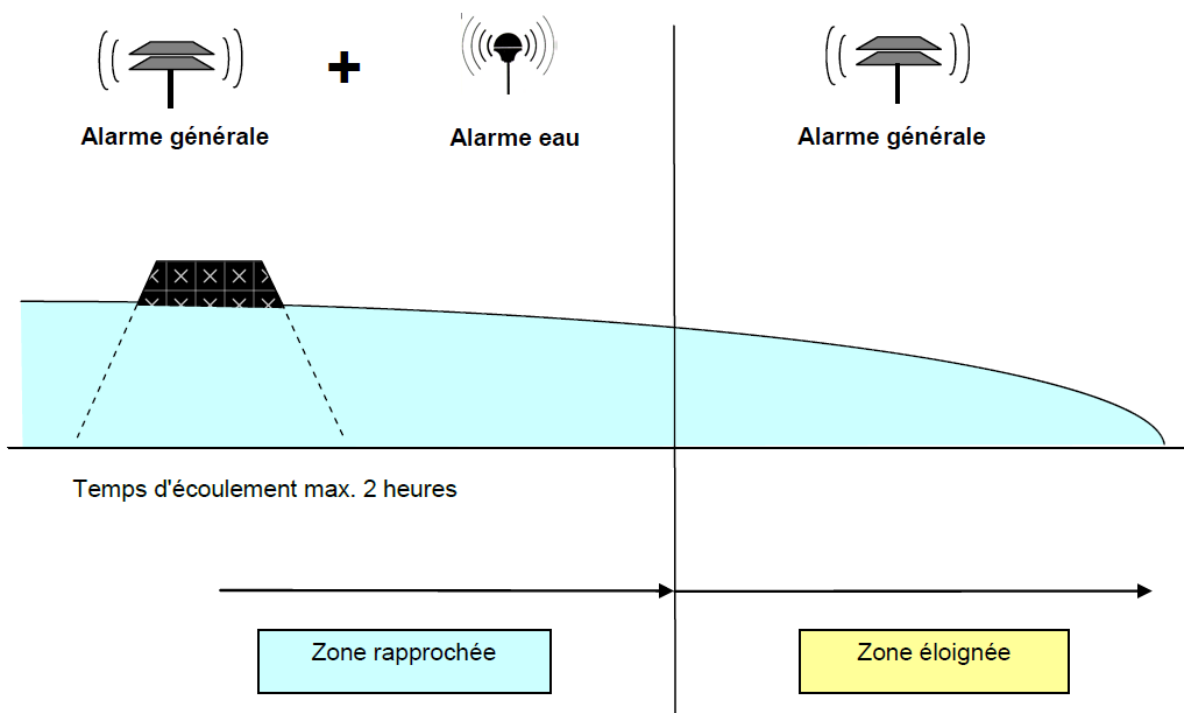 +
Alarme générale
Alarme eau
Alarme générale
Temps d'écoulement max. 2 heures
Zone rapprochée
Zone éloignée